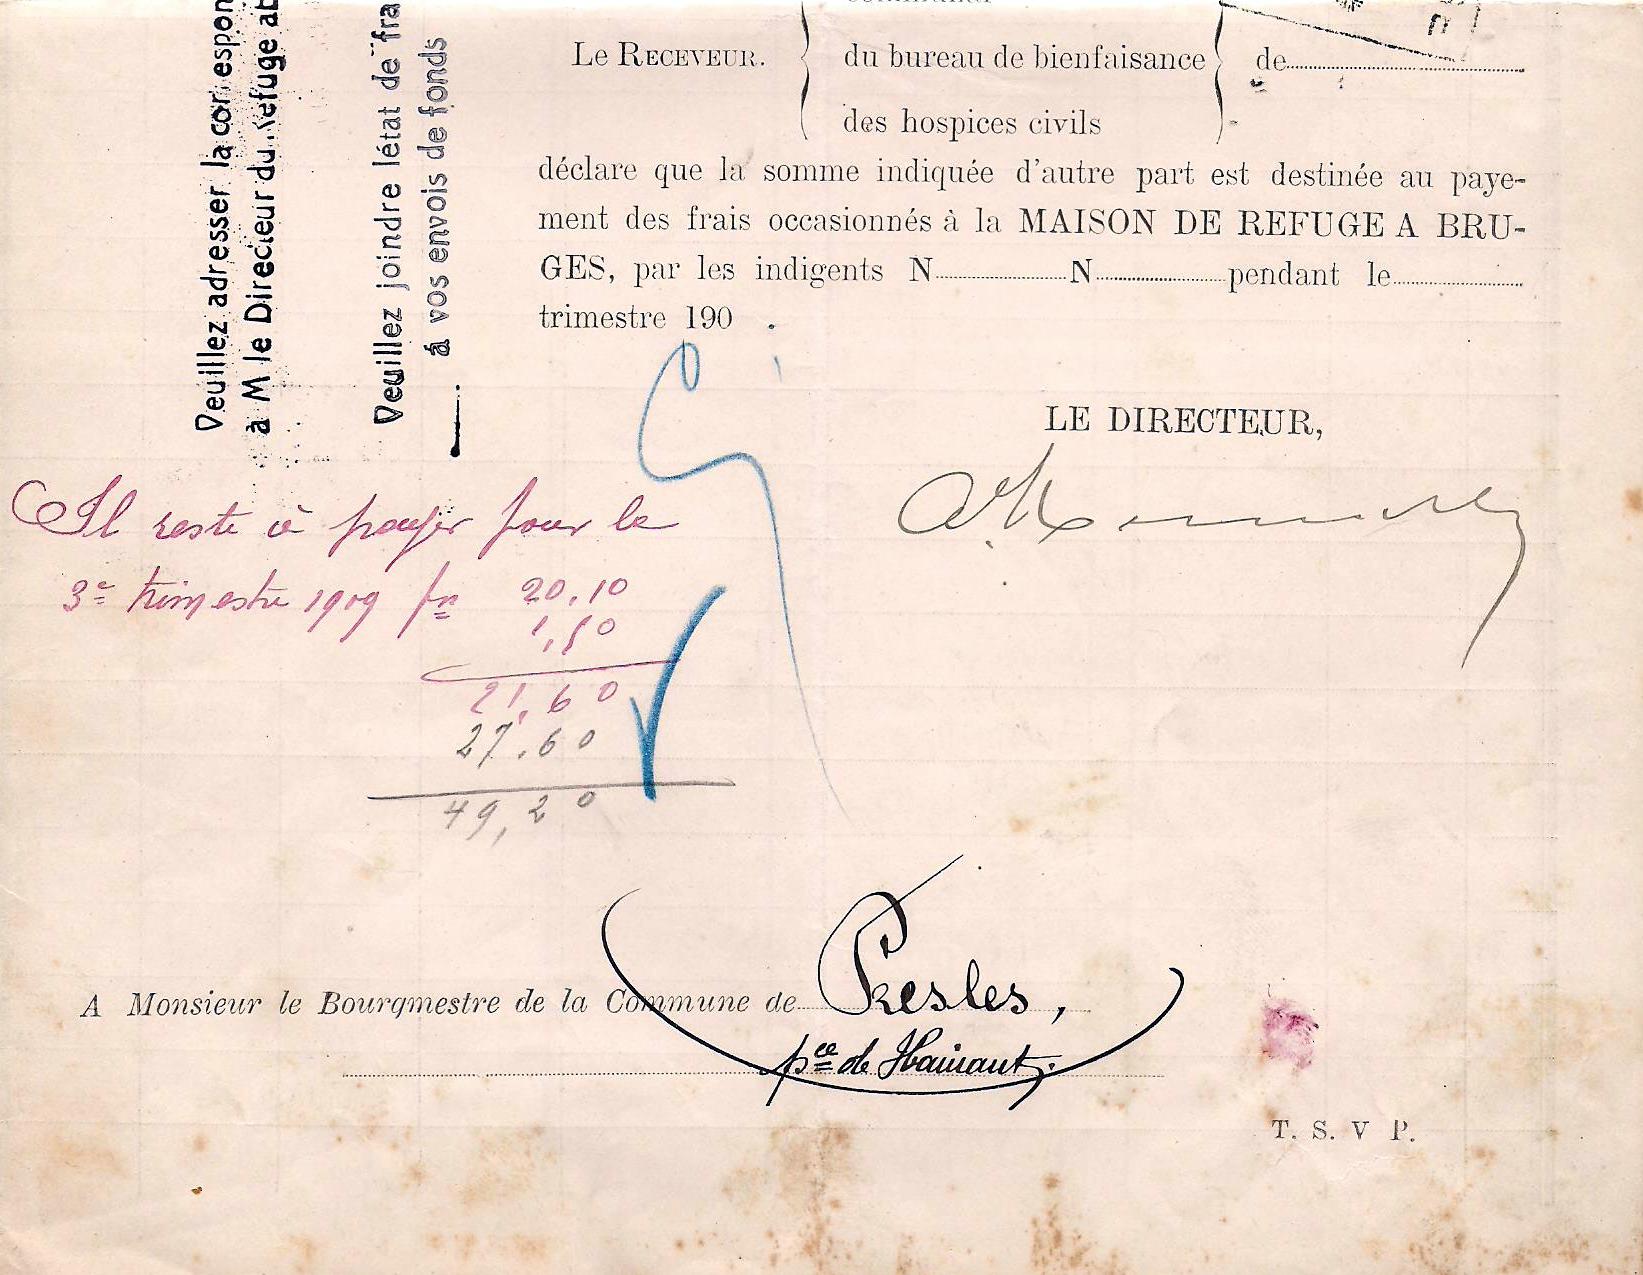 Le Receveur.
du bureau de bienfaisance
de
des hospices civils
déclare que la somme indiquée d'autre part est destinée au paye-
ment des frais occasionnés à la MAISON DE REFUGE A BRU-
GES, par les indigents N N pendant le
trimestre 190 .
Veuillez adresser la correspon
à M le Directeur du refuge
Veuillez joindre l'état de fra
à vos envois de fonds
LE DIRECTEUR,
Il reste à payer pour le
3e trimestre 1909 frs 20,10
1,50
21,60
27,60
49,20
A Monsieur le Bourgmestre de la Commune de Presles,
pce de Hainaut.
T. S. V P.